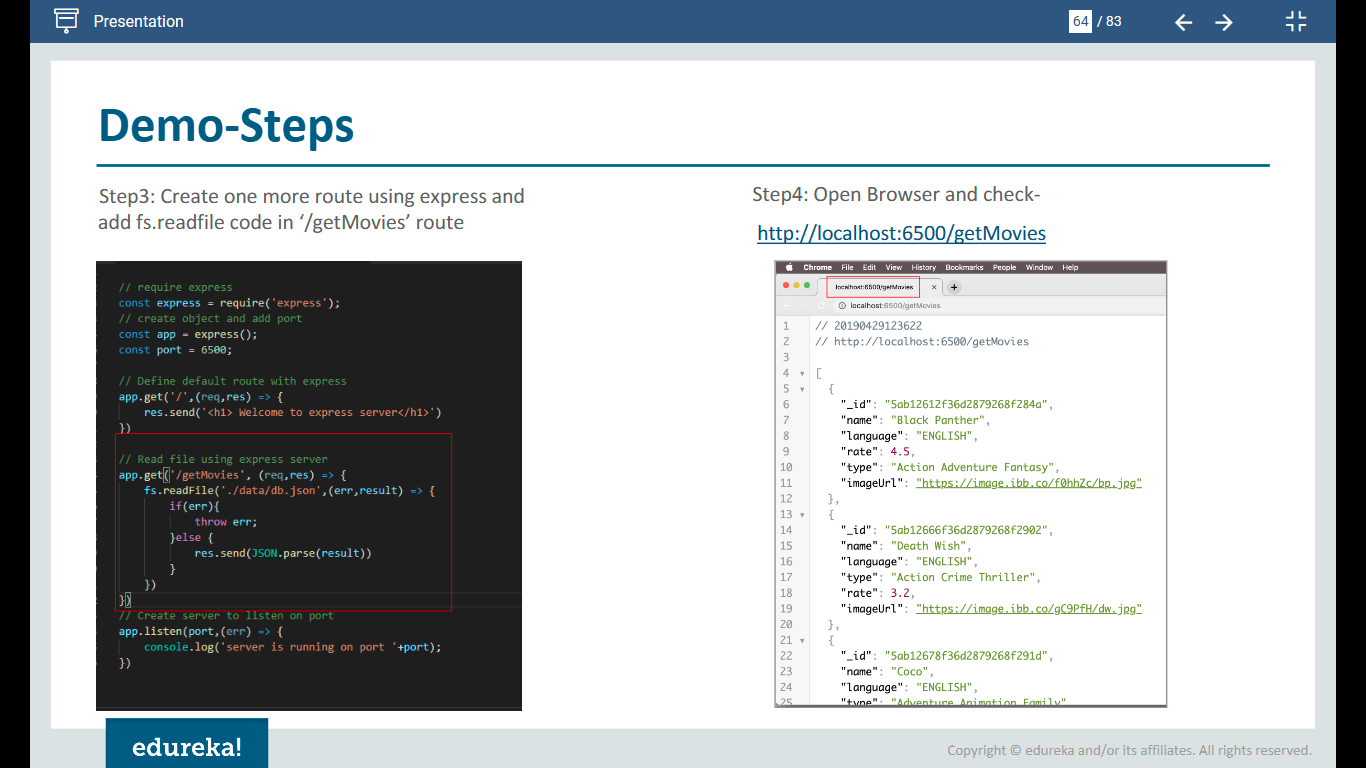 Presentation
64 / 83
Demo-Steps
Step3: Create one more route using express and
add fs.readfile code in ‘/getMovies’ route
// require express
const express = require('express');
// create object and add port
const app = express();
const port = 6500;
// Define default route with express
app.get('/',(req,res) => {
res.send('<h1> Welcome to express server</h1>')
})
// Read file using express server
app.get('/getMovies', (req,res) => {
fs.readFile('./data/db.json',(err,result) => {
if(err){
throw err;
}else {
res.send(JSON.parse(result))
}
})
})
// Create server to listen on port
app.listen(port,(err) => {
console.log('server is running on port '+port);
})
Step4: Open Browser and check-
http://localhost:6500/getMovies
Chrome File Edit View History Bookmarks People Window Help
localhost:6500/getMovies × +
localhost:6500/getMovies
1 // 20190429123622
2 // http://localhost:6500/getMovies
3
4 [
5 {
6 "_id": "5ab12612f36d2879268f284a",
7 "name": "Black Panther",
8 "language": "ENGLISH",
9 "rate": 4.5,
10 "type": "Action Adventure Fantasy",
11 "imageUrl": "https://image.ibb.co/f0hhZc/bp.jpg"
12 },
13 {
14 "_id": "5ab12666f36d2879268f2902",
15 "name": "Death Wish",
16 "language": "ENGLISH",
17 "type": "Action Crime Thriller",
18 "rate": 3.2,
19 "imageUrl": "https://image.ibb.co/gC9PfH/dw.jpg"
20 },
21 {
22 "_id": "5ab12678f36d2879268f291d",
23 "name": "Coco",
24 "language": "ENGLISH",
25 "type": "Adventure Animation Family"
edureka!
Copyright © edureka and/or its affiliates. All rights reserved.